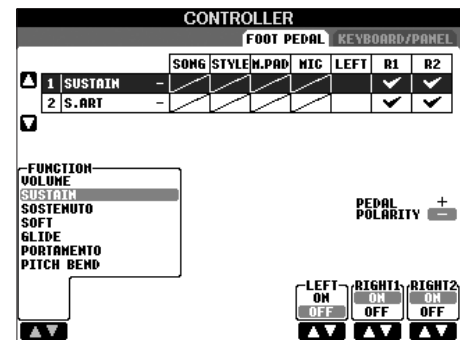 CONTROLLER
FOOT PEDAL KEYBOARD/PANEL
SONG STYLE M.PAD MIC LEFT R1 R2
1 SUSTAIN –
2 S.ART –
FUNCTION
VOLUME
SUSTAIN
SOSTENUTO
SOFT
GLIDE
PORTAMENTO
PITCH BEND
PEDAL POLARITY + –
LEFT RIGHT1 RIGHT2
ON ON ON
OFF OFF OFF